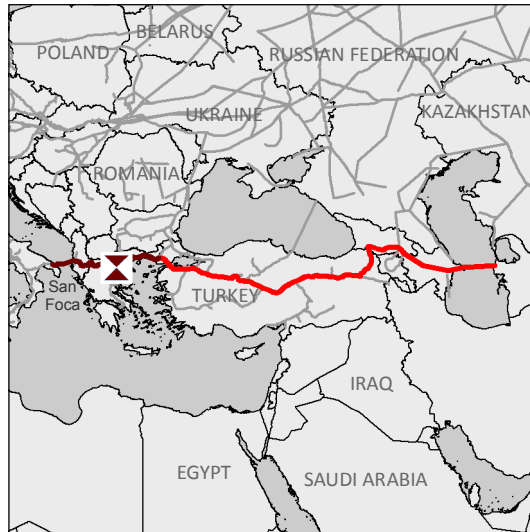 BELARUS
POLAND
RUSSIAN FEDERATION
UKRAINE
KAZAKHSTAN
ROMANIA
San
Foca
TURKEY
IRAQ
EGYPT
SAUDI ARABIA